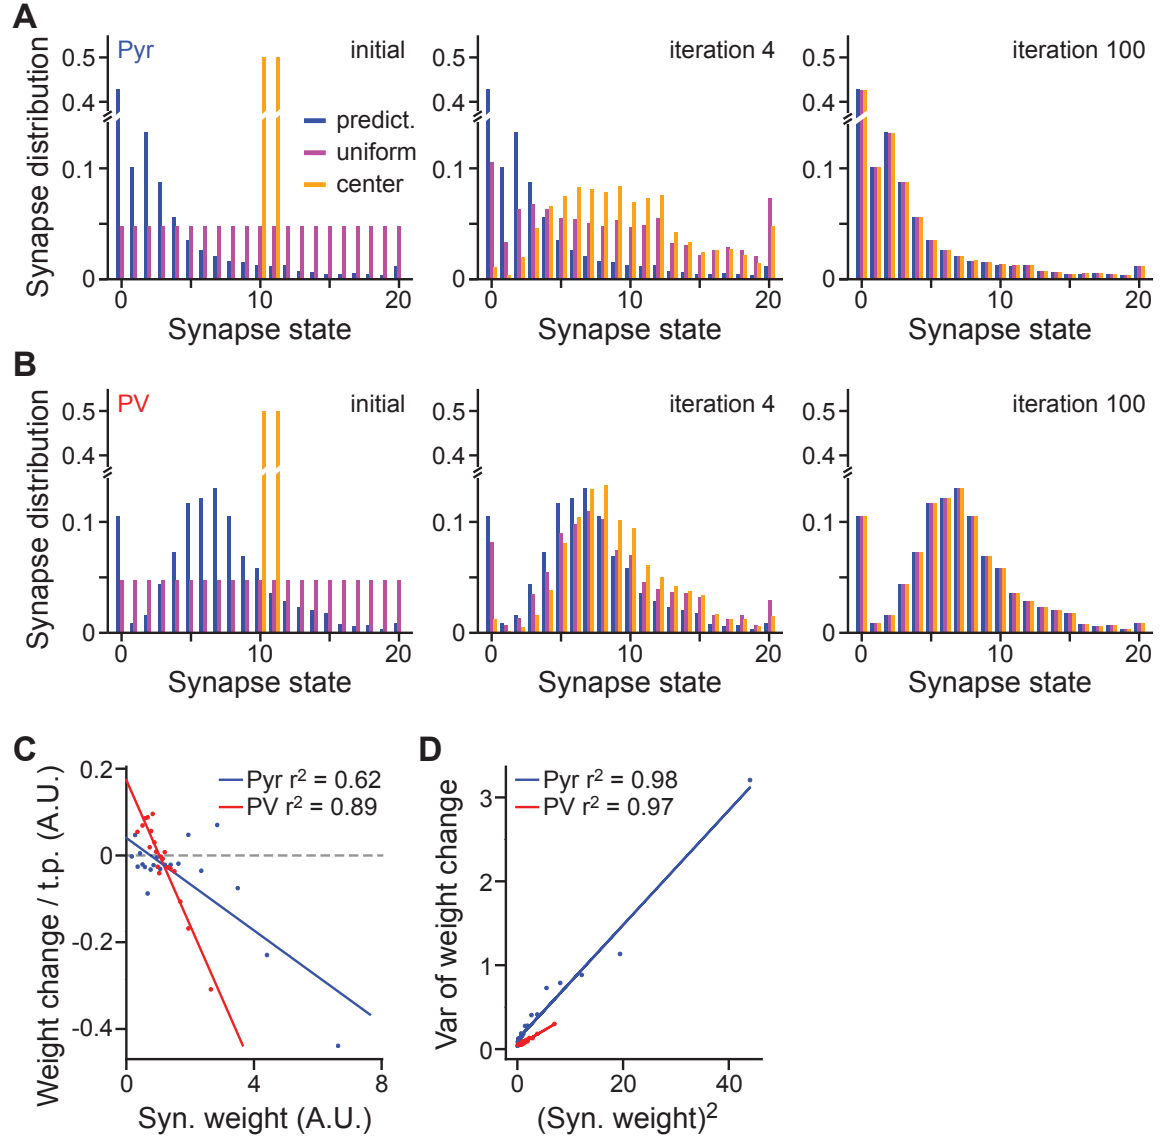 A
Pyr
initial
iteration 4
iteration 100
predict.
uniform
center
Synapse distribution
0.5
0.4
0.1
0
0.5
0.4
0.1
0
0.5
0.4
0.1
0
0
10
20
0
10
20
0
10
20
Synapse state
Synapse state
Synapse state
B
PV
initial
iteration 4
iteration 100
Synapse distribution
0.5
0.4
0.1
0
0.5
0.4
0.1
0
0.5
0.4
0.1
0
0
10
20
0
10
20
0
10
20
Synapse state
Synapse state
Synapse state
C
Pyr r² = 0.62
PV r² = 0.89
Weight change / t.p. (A.U.)
0.2
0
-0.2
-0.4
0
4
8
Syn. weight (A.U.)
D
Pyr r² = 0.98
PV r² = 0.97
Var of weight change
3
2
1
0
0
20
40
(Syn. weight)²